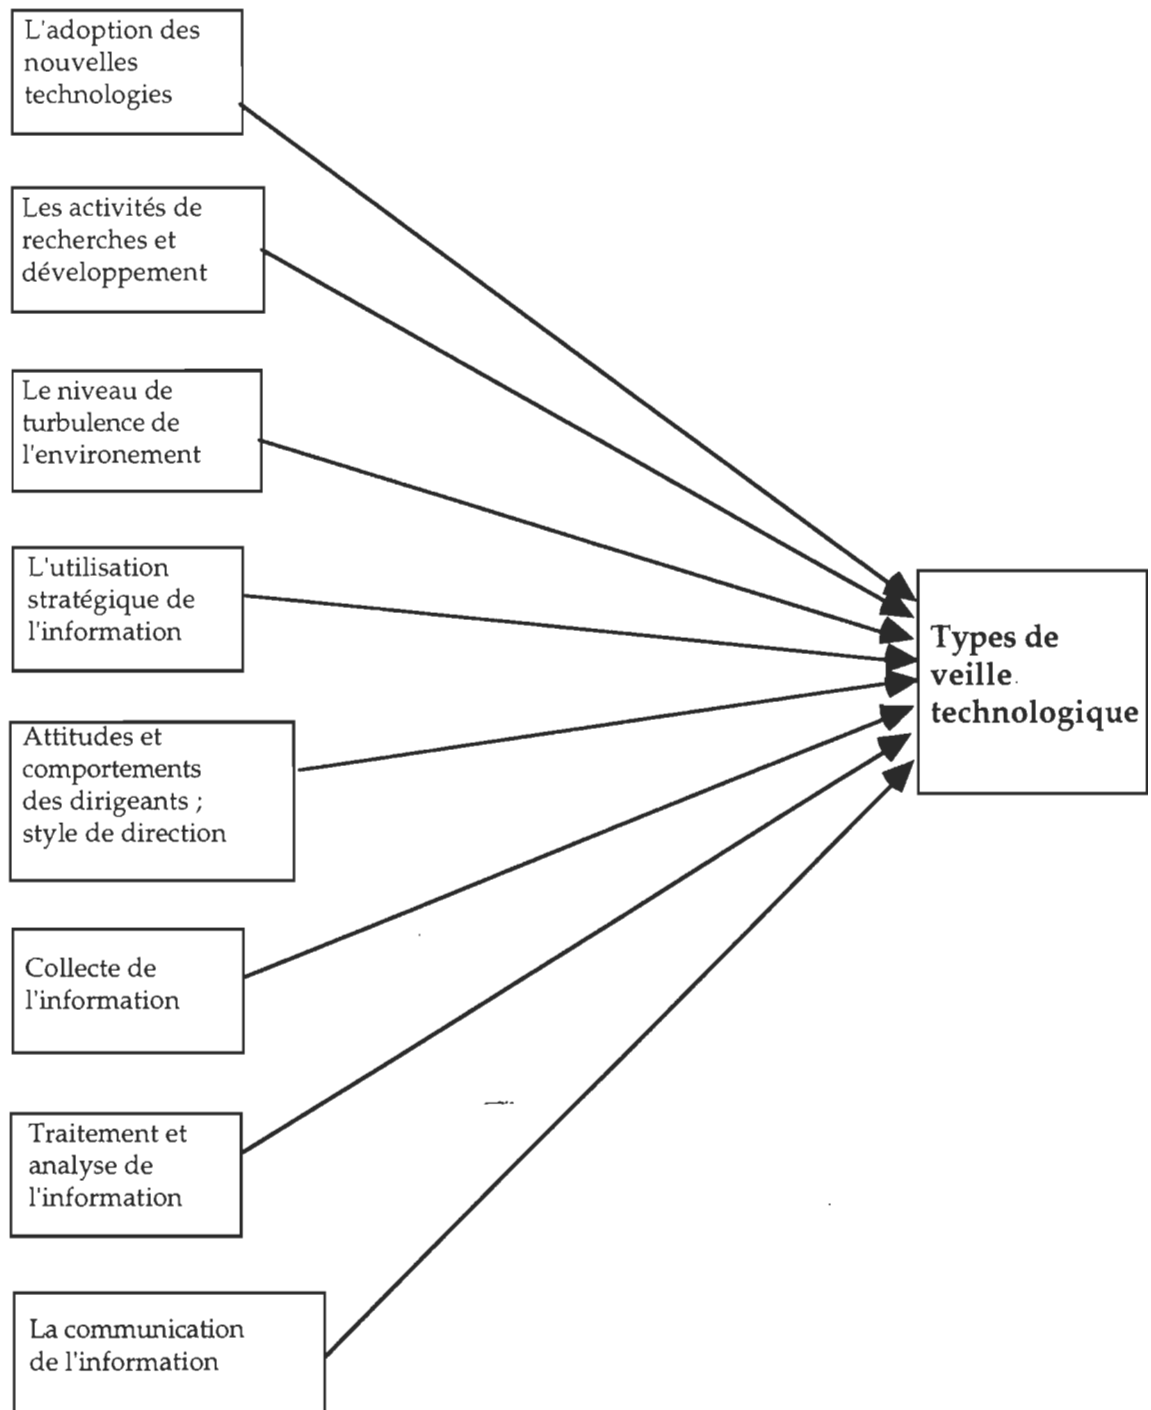 L'adoption des
nouvelles
technologies
Les activités de
recherches et
développement
Le niveau de
turbulence de
l'environement
L'utilisation
stratégique de
l'information
Attitudes et
comportements
des dirigeants ;
style de direction
Collecte de
l'information
Traitement et
analyse de
l'information
La communication
de l'information
Types de
veille
technologique